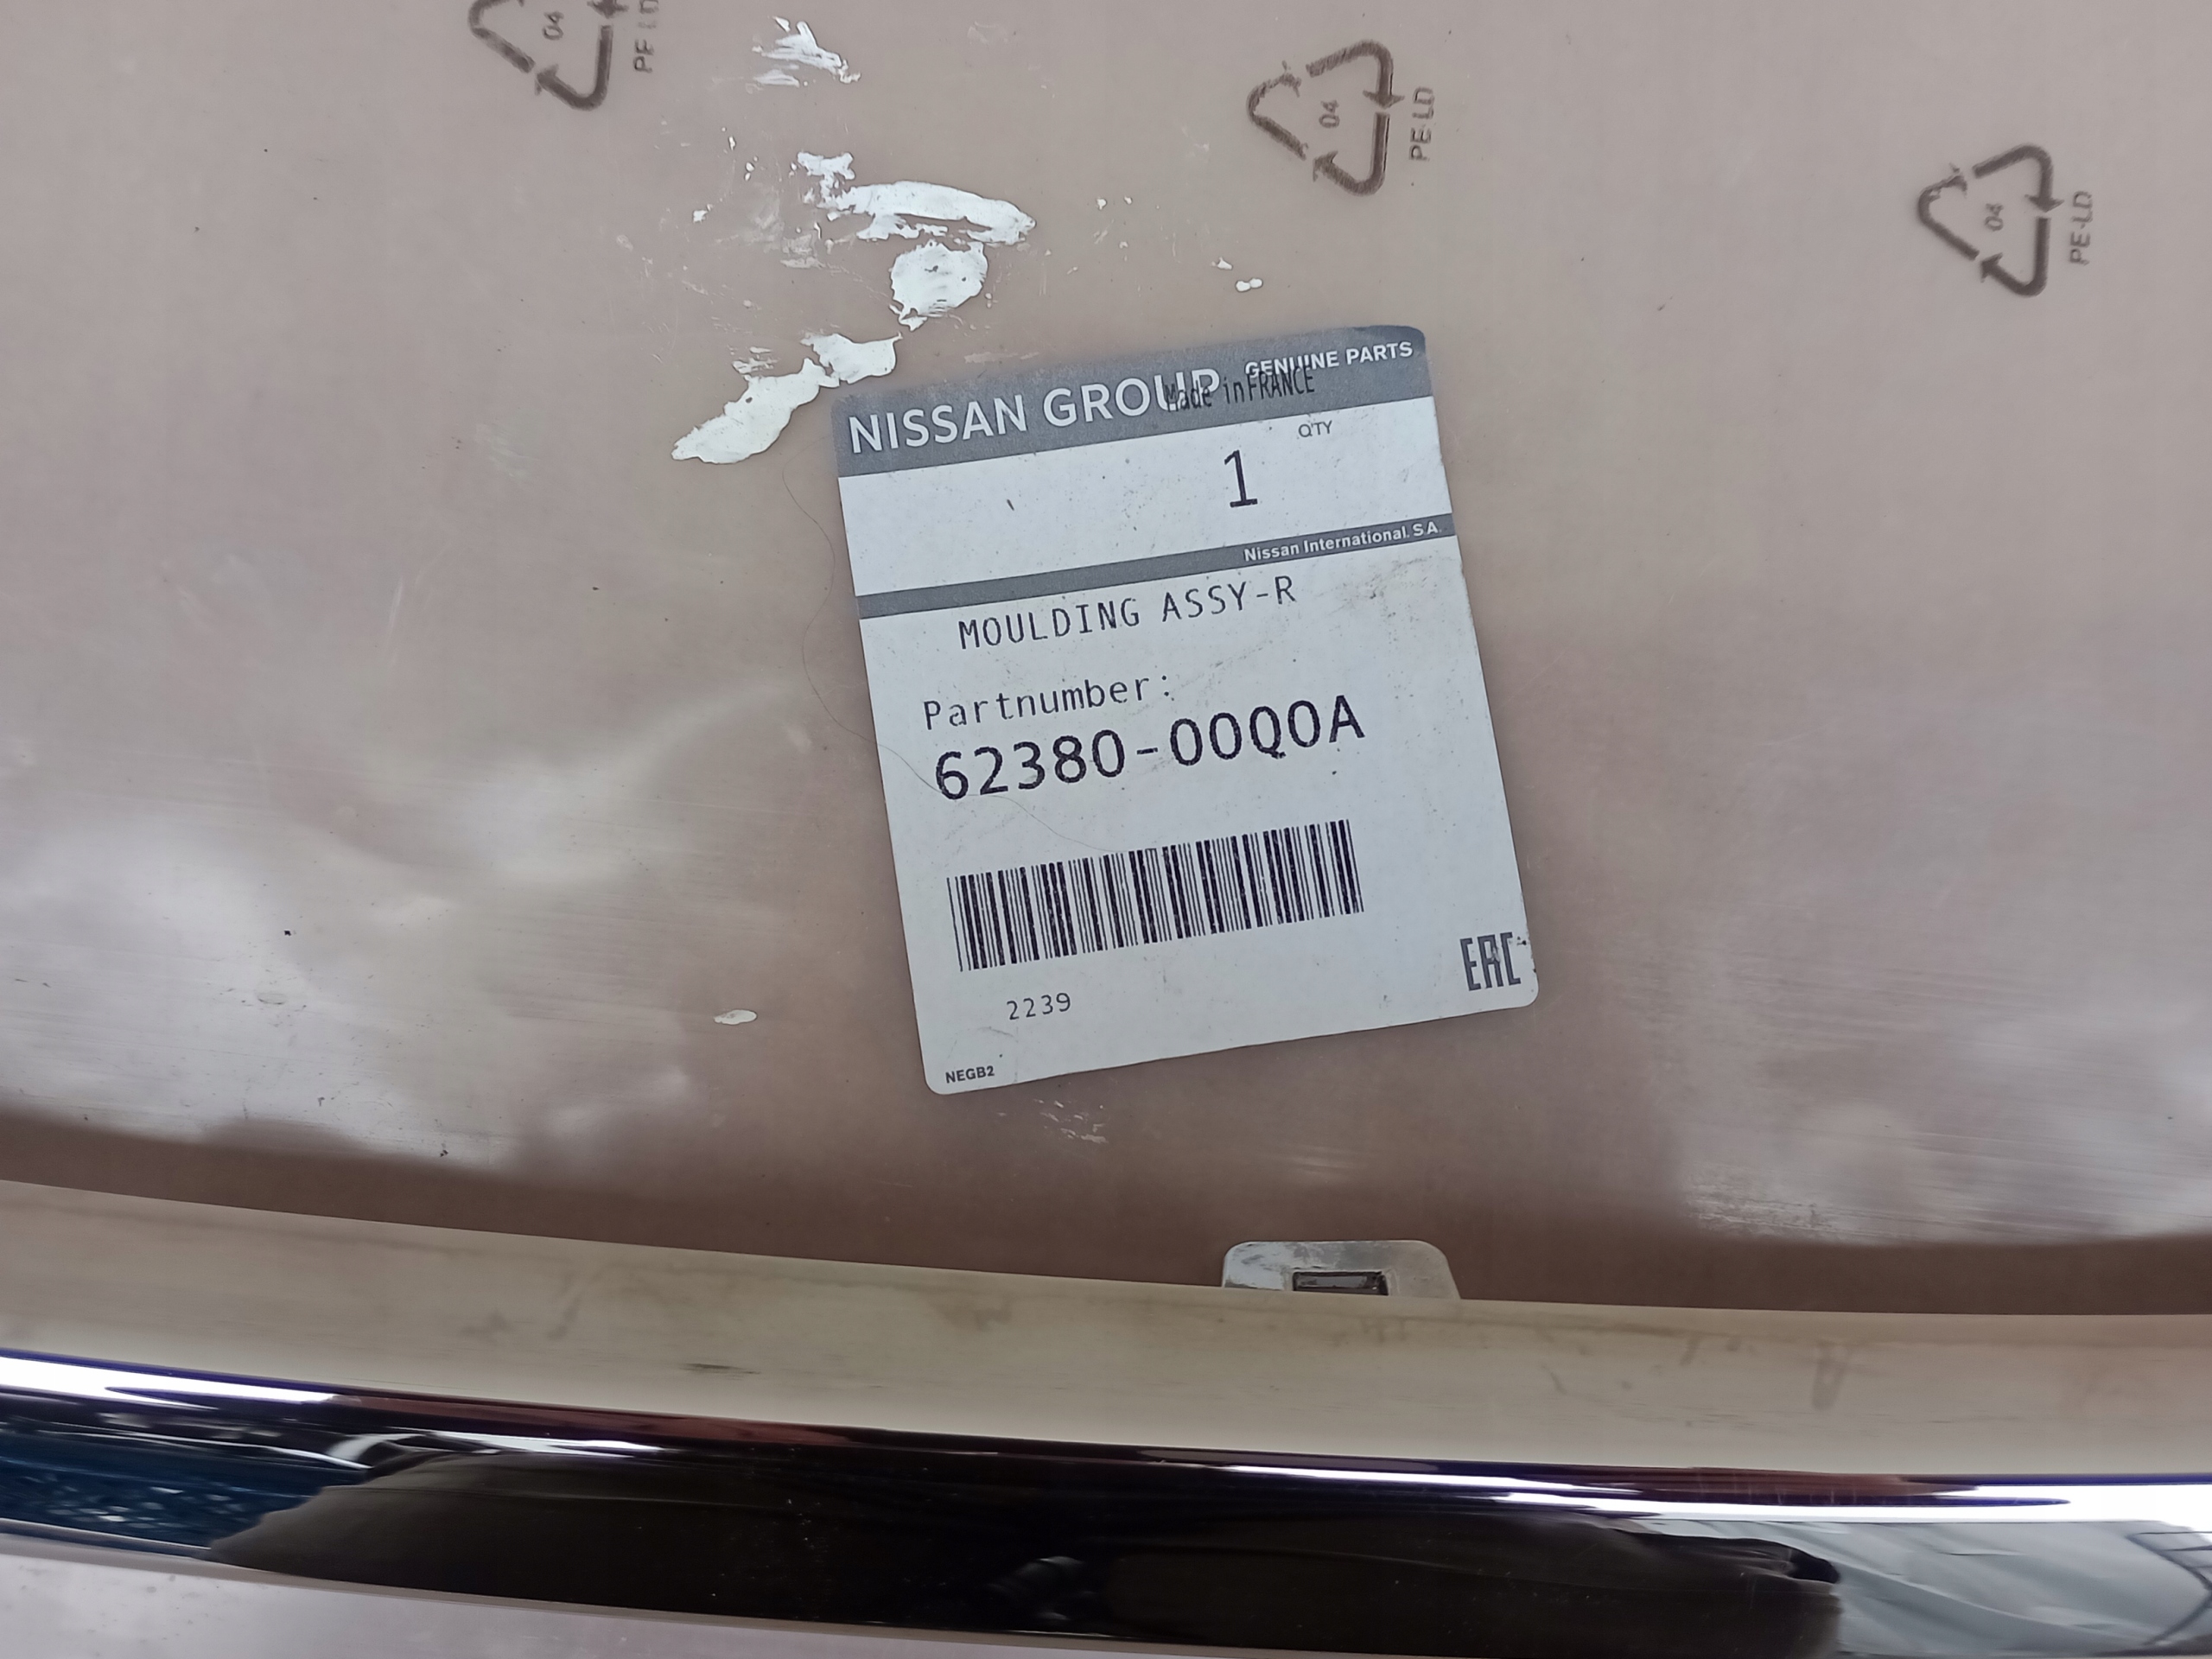 04
PE-LD
04
PE-LD
04
PE-LD
NISSAN GROUP GENUINE PARTS
Made in FRANCE
QTY
1
Nissan International. S.A.
MOULDING ASSY-R
Partnumber:
62380-00Q0A
2239
EAC
NEGB2